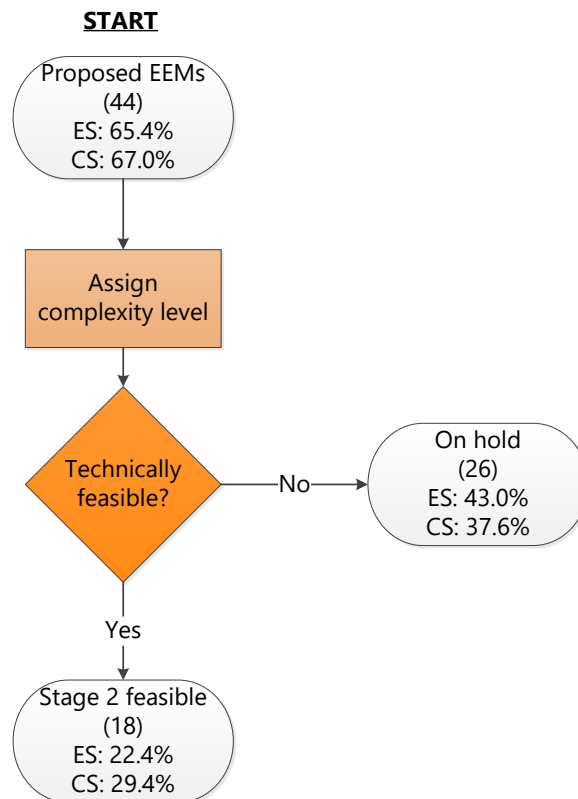 START
Proposed EEMs
(44)
ES: 65.4%
CS: 67.0%
Assign
complexity level
Technically
feasible?
No
On hold
(26)
ES: 43.0%
CS: 37.6%
Yes
Stage 2 feasible
(18)
ES: 22.4%
CS: 29.4%